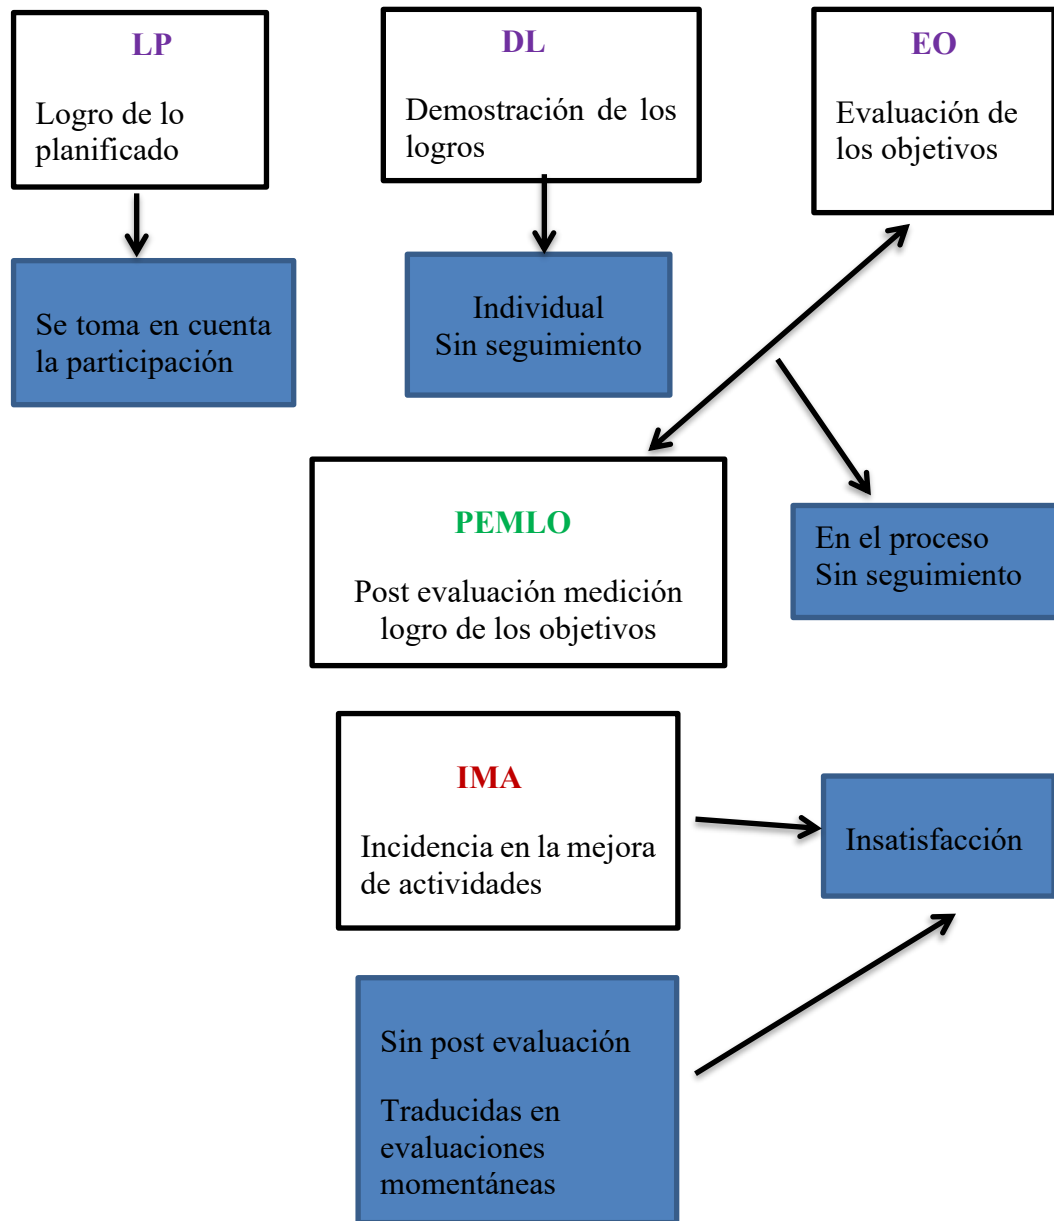 LP
Logro de lo
planificado
DL
Demostración de los
logros
EO
Evaluación de
los objetivos
Se toma en cuenta
la participación
Individual
Sin seguimiento
PEMLO
Post evaluación medición
logro de los objetivos
En el proceso
Sin seguimiento
IMA
Incidencia en la mejora
de actividades
Insatisfacción
Sin post evaluación
Traducidas en
evaluaciones
momentáneas